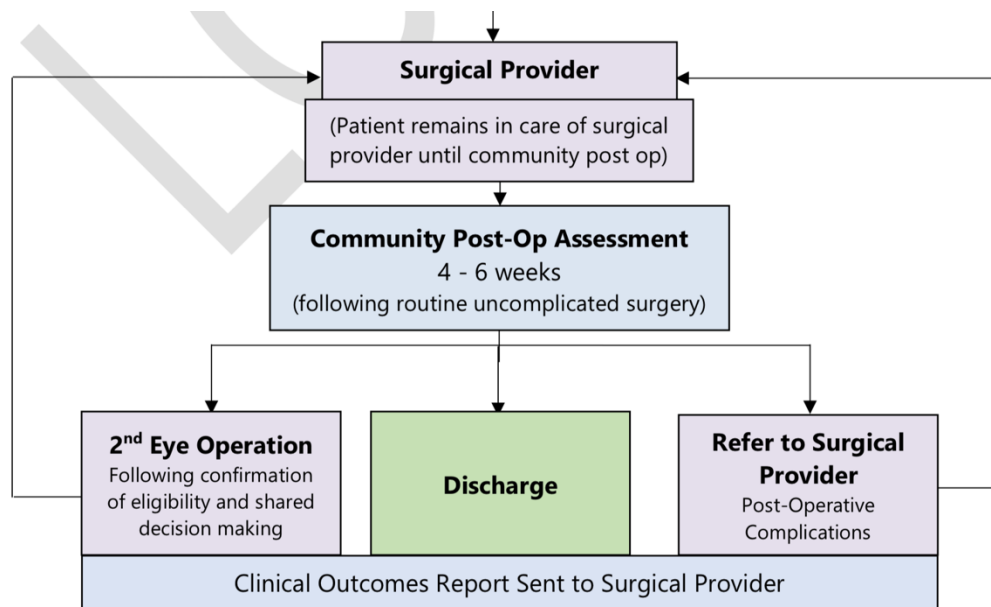 Surgical Provider
(Patient remains in care of surgical
provider until community post op)
Community Post-Op Assessment
4 - 6 weeks
(following routine uncomplicated surgery)
2nd Eye Operation
Following confirmation
of eligibility and shared
decision making
Discharge
Refer to Surgical
Provider
Post-Operative
Complications
Clinical Outcomes Report Sent to Surgical Provider